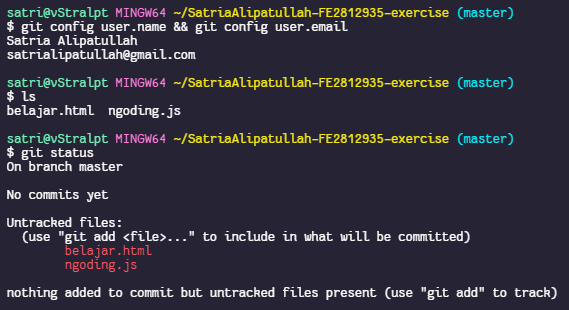 satri@vStralpt MINGW64 ~/SatriaAlipatullah-FE2812935-exercise (master)
$ git config user.name && git config user.email
Satria Alipatullah
satrialipatullah@gmail.com
satri@vStralpt MINGW64 ~/SatriaAlipatullah-FE2812935-exercise (master)
$ ls
belajar.html  ngoding.js
satri@vStralpt MINGW64 ~/SatriaAlipatullah-FE2812935-exercise (master)
$ git status
On branch master
No commits yet
Untracked files:
  (use "git add <file>..." to include in what will be committed)
        belajar.html
        ngoding.js
nothing added to commit but untracked files present (use "git add" to track)